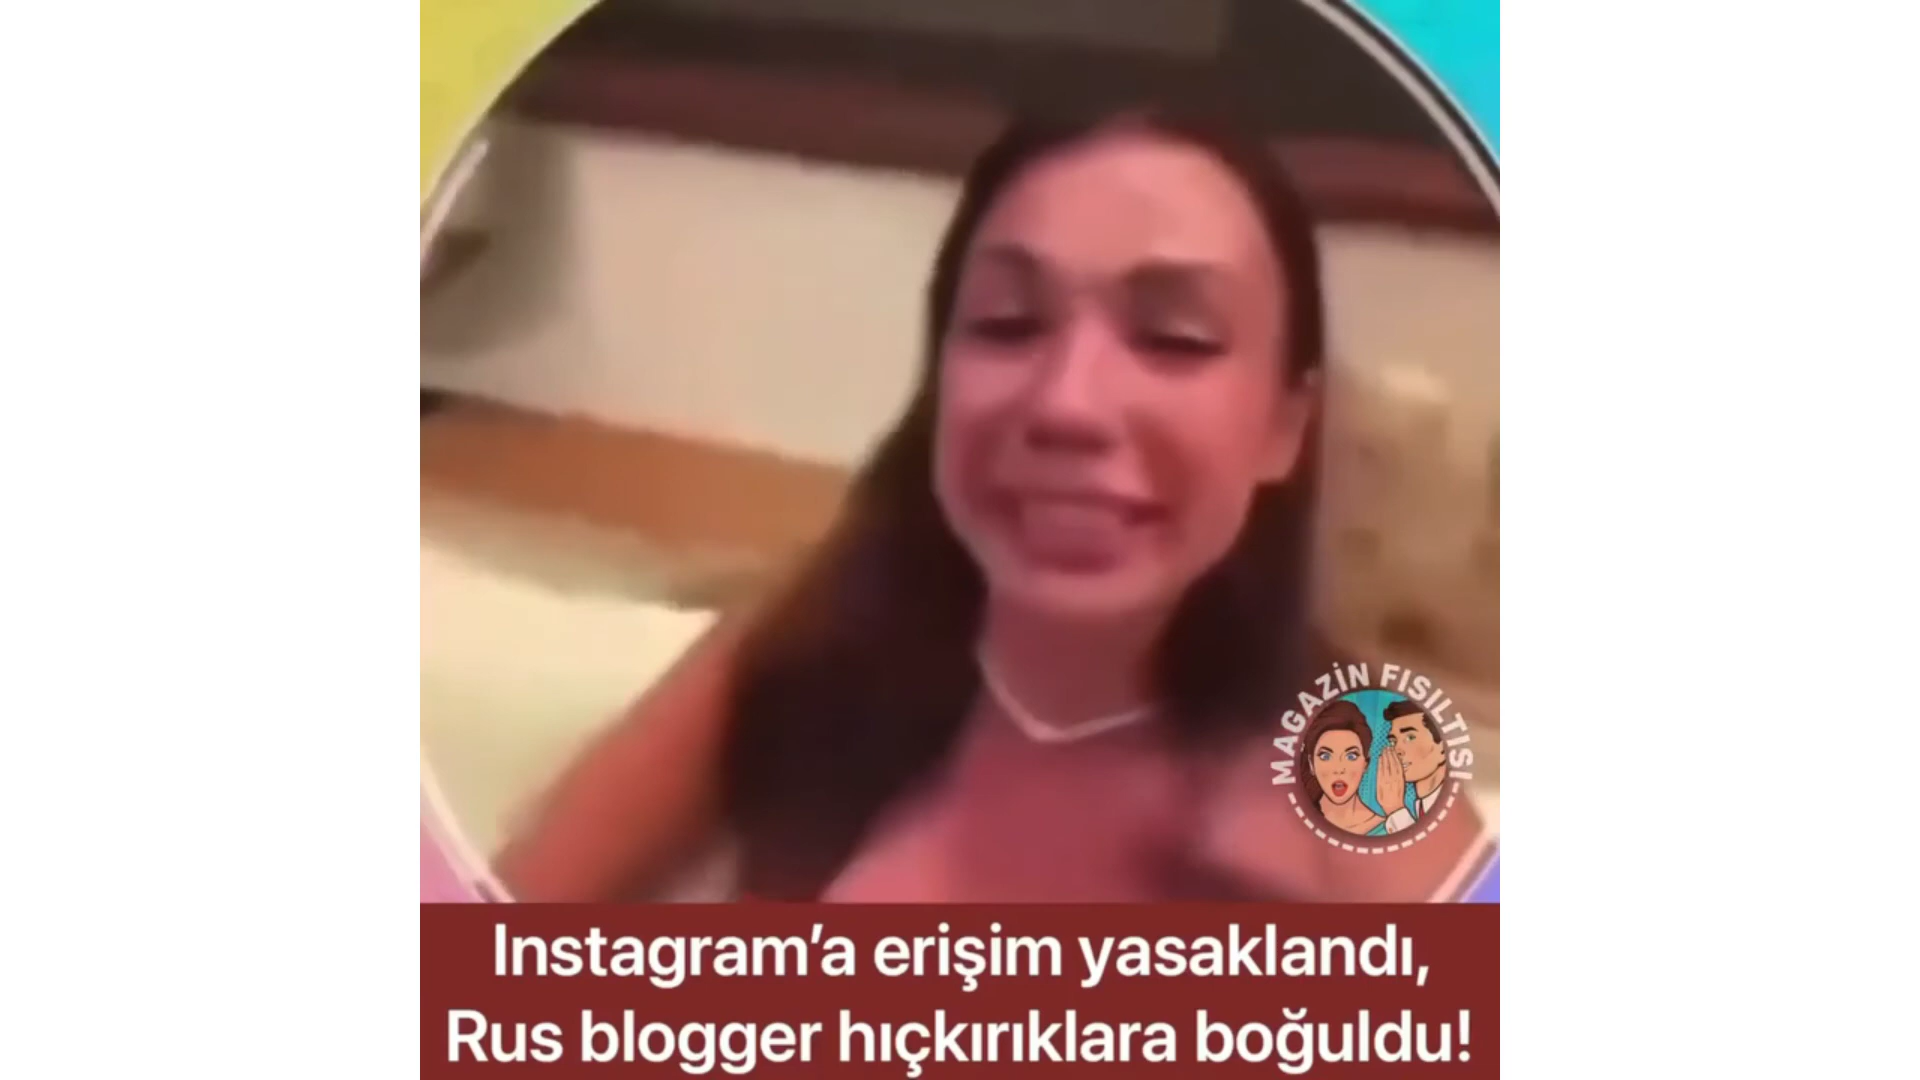 MAGAZİN FISILTISI
Instagram’a erişim yasaklandı,
Rus blogger hıçkırıklara boğuldu!